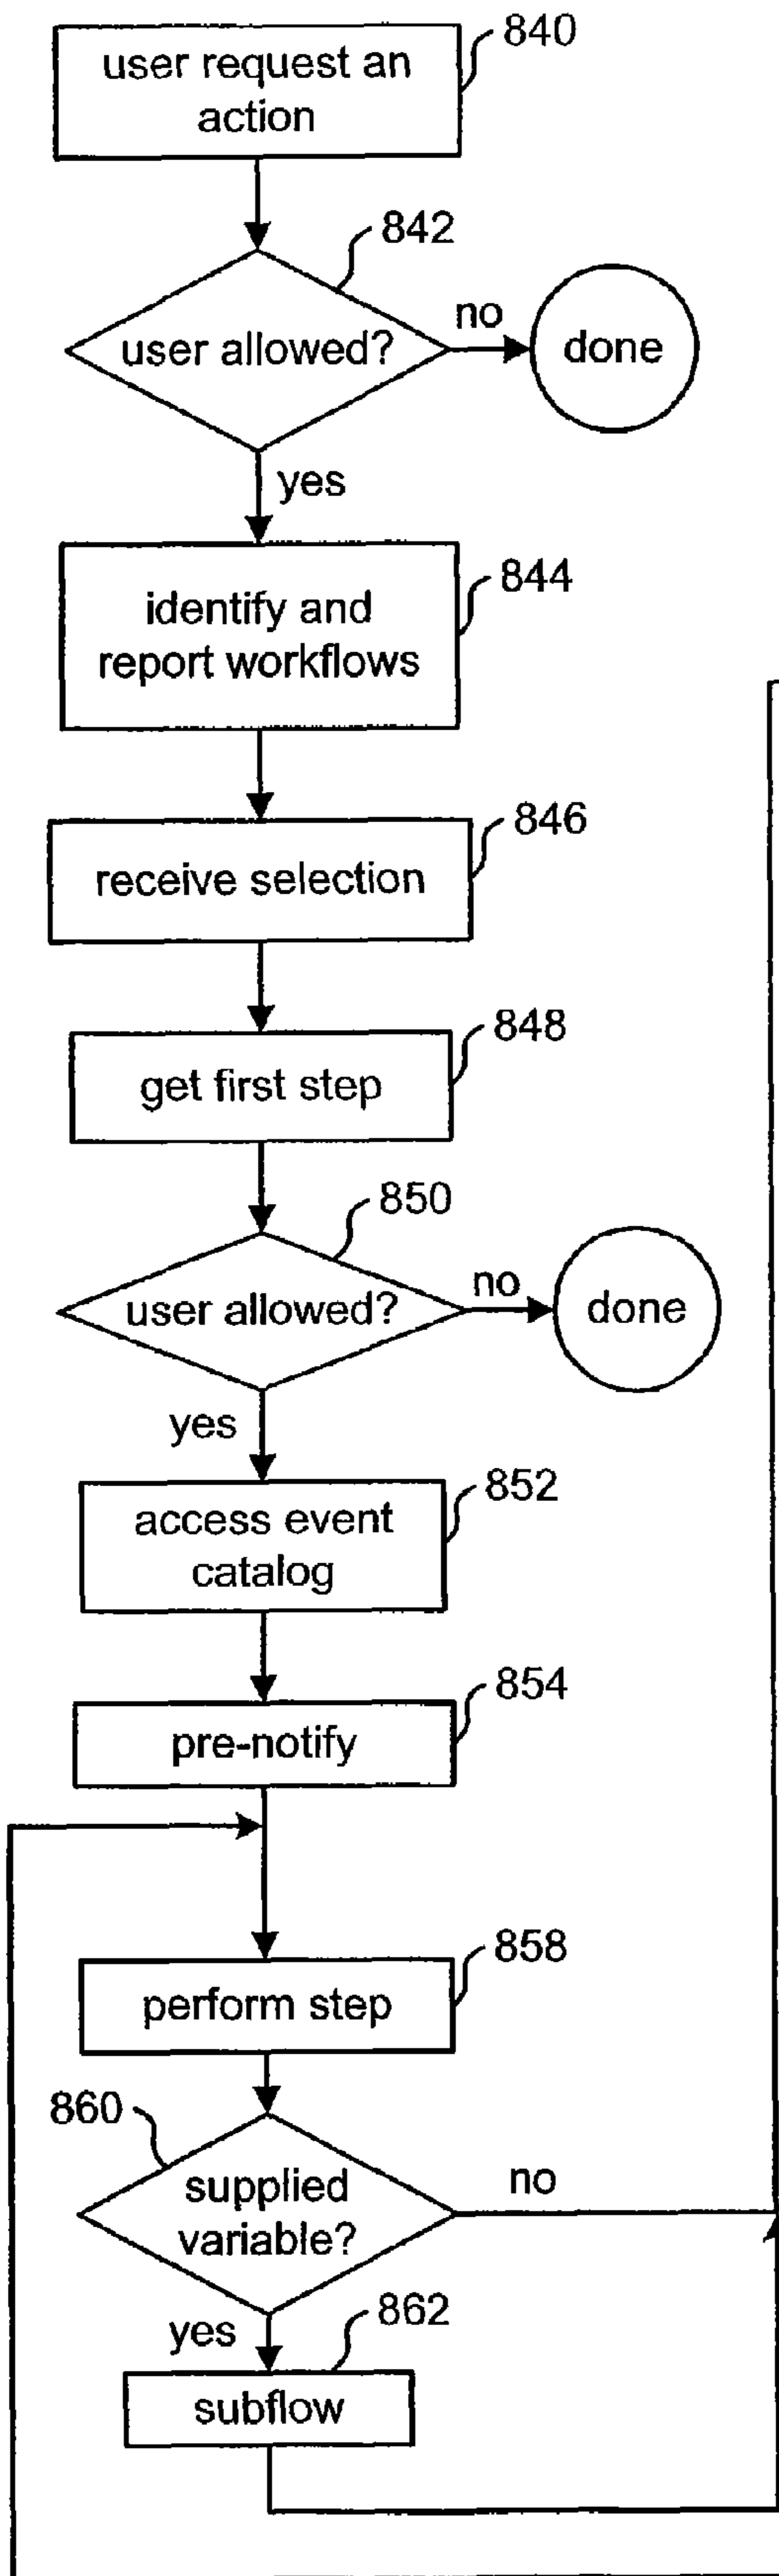 user request an
action
840
842
user allowed?
no
done
yes
identify and
report workflows
844
846
receive selection
848
get first step
850
user allowed?
no
done
yes
access event
catalog
852
854
pre-notify
858
perform step
860
supplied
variable?
no
yes
862
subflow